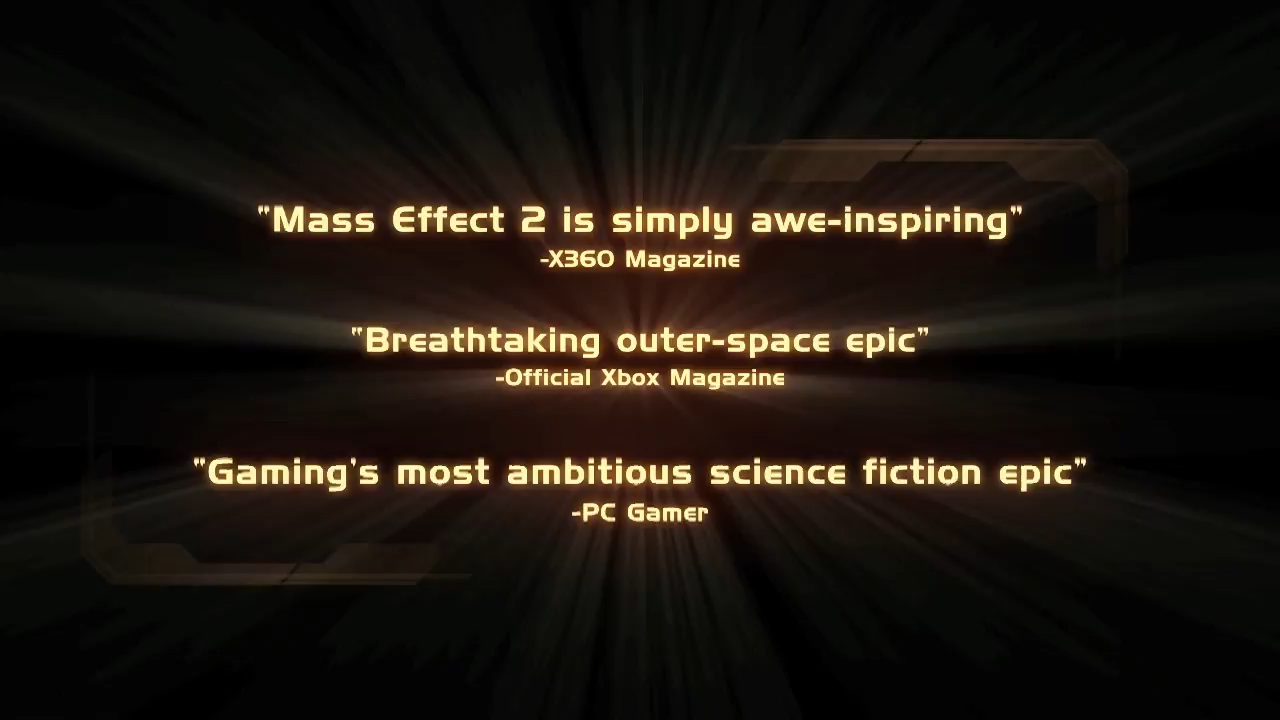 "Mass Effect 2 is simply awe-inspiring"
-X360 Magazine
"Breathtaking outer-space epic"
-Official Xbox Magazine
"Gaming's most ambitious science fiction epic"
-PC Gamer